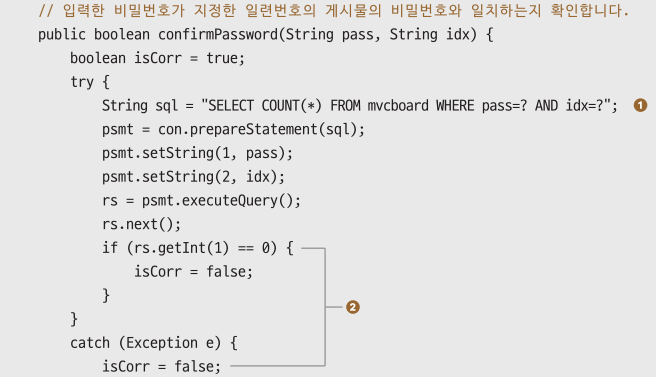 // 입력한 비밀번호가 지정한 일련번호의 게시물의 비밀번호와 일치하는지 확인합니다.
public boolean confirmPassword(String pass, String idx) {
    boolean isCorr = true;
    try {
        String sql = "SELECT COUNT(*) FROM mvcboard WHERE pass=? AND idx=?"; ❶
        psmt = con.prepareStatement(sql);
        psmt.setString(1, pass);
        psmt.setString(2, idx);
        rs = psmt.executeQuery();
        rs.next();
        if (rs.getInt(1) == 0) {
            isCorr = false;
        }
    ❷
    }
    catch (Exception e) {
        isCorr = false;